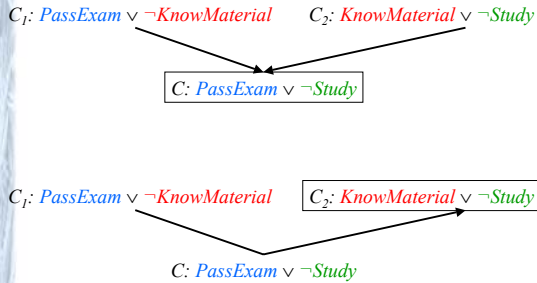 C₁: PassExam ∨ ¬KnowMaterial C₂: KnowMaterial ∨ ¬Study
C: PassExam ∨ ¬Study
C₁: PassExam ∨ ¬KnowMaterial C₂: KnowMaterial ∨ ¬Study
C: PassExam ∨ ¬Study